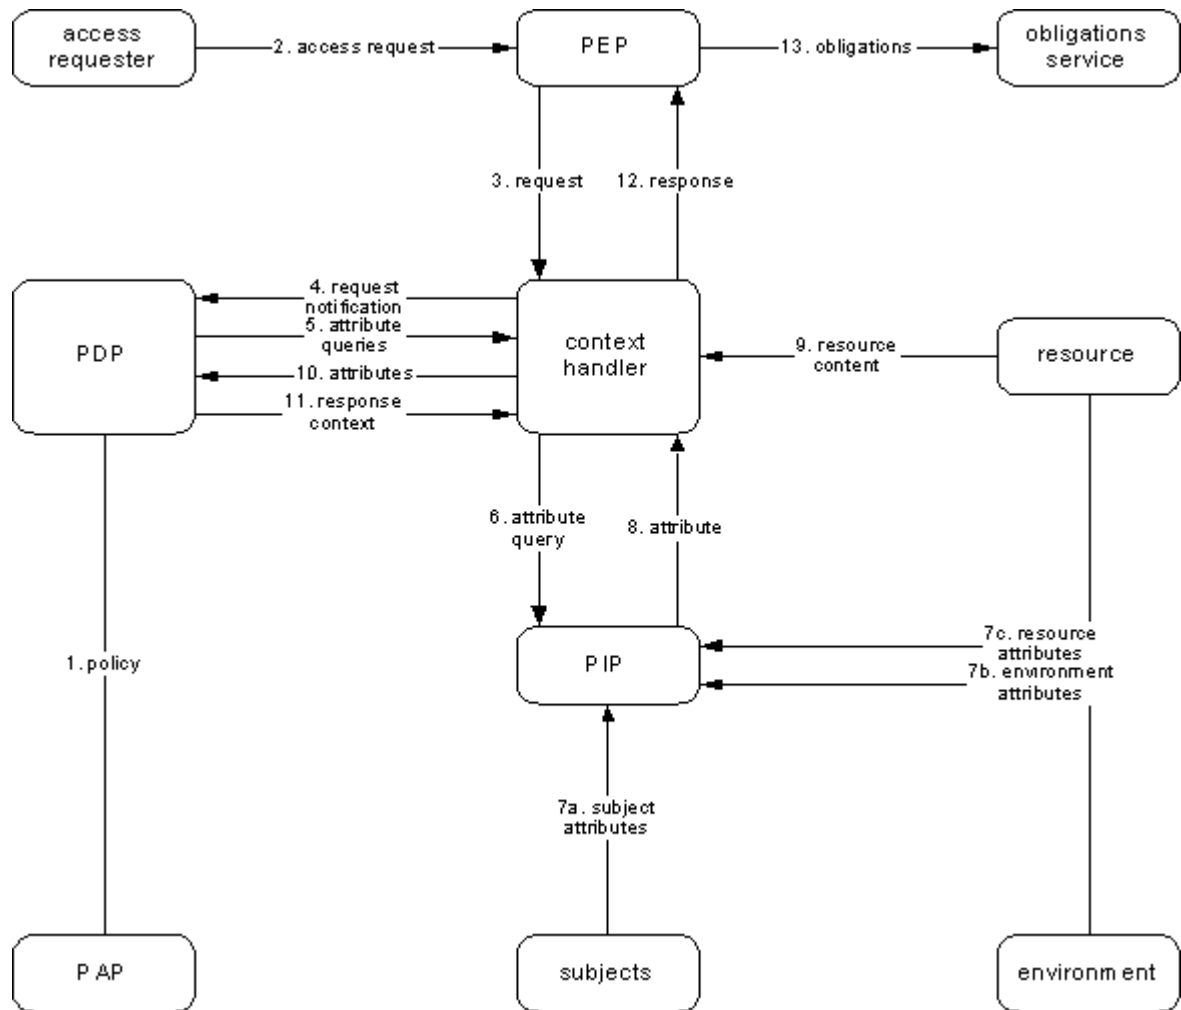 access
requester
2. access request
PEP
13. obligations
obligations
service
3. request
12. response
PDP
4. request
notification
5. attribute
queries
10. attributes
11. response
context
context
handler
9. resource
content
resource
6. attribute
query
8. attribute
1. policy
PIP
7c. resource
attributes
7b. environment
attributes
7a. subject
attributes
PAP
subjects
environment